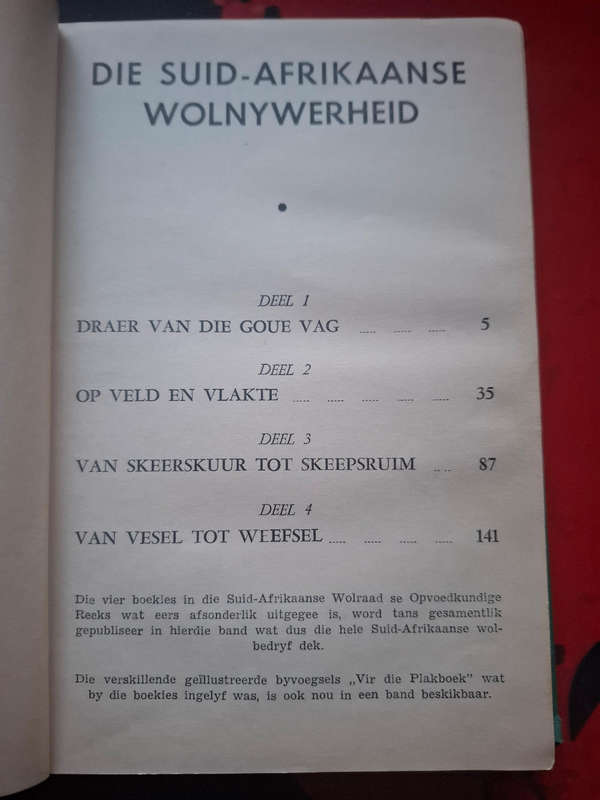 DIE SUID-AFRIKAANSE
WOLNYWERHEID
•
DEEL 1
DRAER VAN DIE GOUE VAG ..... ..... ..... 5
DEEL 2
OP VELD EN VLAKTE ..... ..... ..... ..... ..... 35
DEEL 3
VAN SKEERSKUUR TOT SKEEPSRUIM .... ... 87
DEEL 4
VAN VESEL TOT WEEFSEL ..... ..... ..... ..... 141
Die vier boekies in die Suid-Afrikaanse Wolraad se Opvoedkundige
Reeks wat eers afsonderlik uitgegee is, word tans gesamentlik
gepubliseer in hierdie band wat dus die hele Suid-Afrikaanse wol-
bedryf dek.
Die verskillende geïllustreerde byvoegsels „Vir die Plakboek” wat
by die boekies ingelyf was, is ook nou in een band beskikbaar.